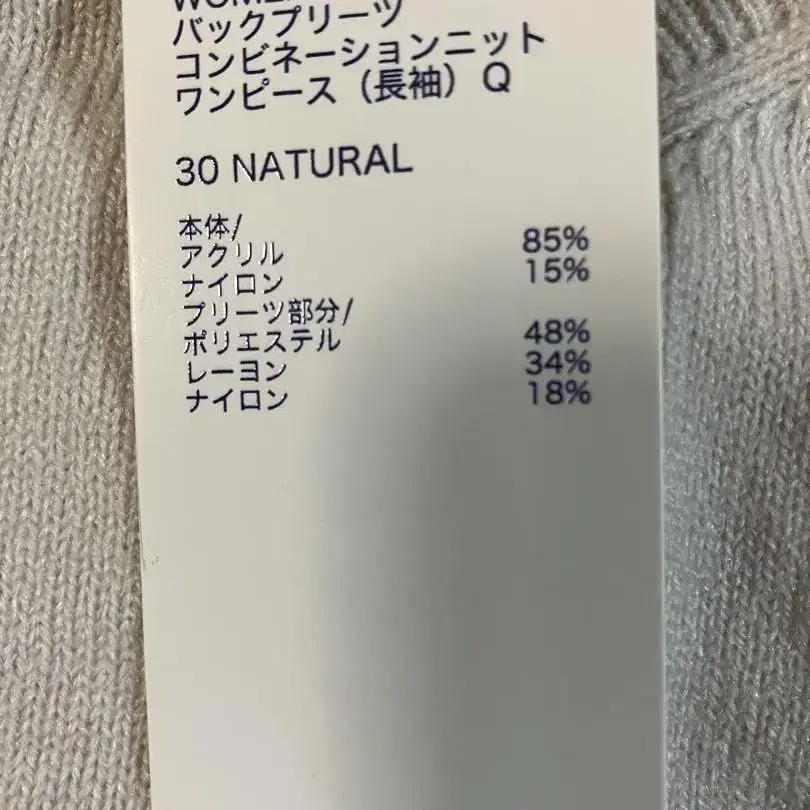 バックプリーツ
コンビネーションニット
ワンピース（長袖）Q
30 NATURAL
本体/
アクリル 85%
ナイロン 15%
プリーツ部分/
ポリエステル 48%
レーヨン 34%
ナイロン 18%